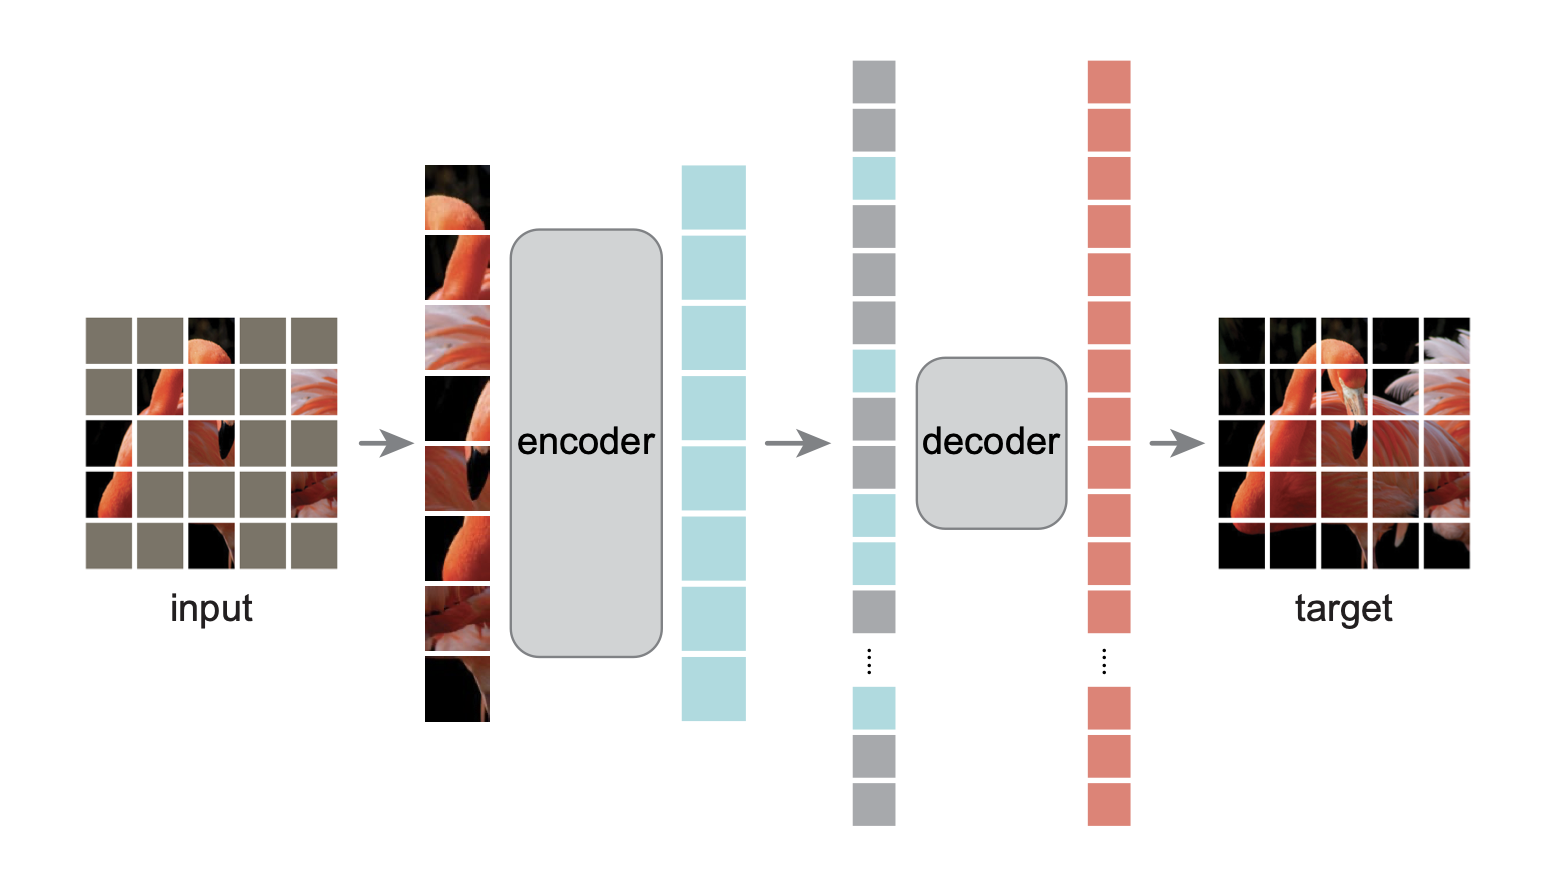 encoder
decoder
input
target